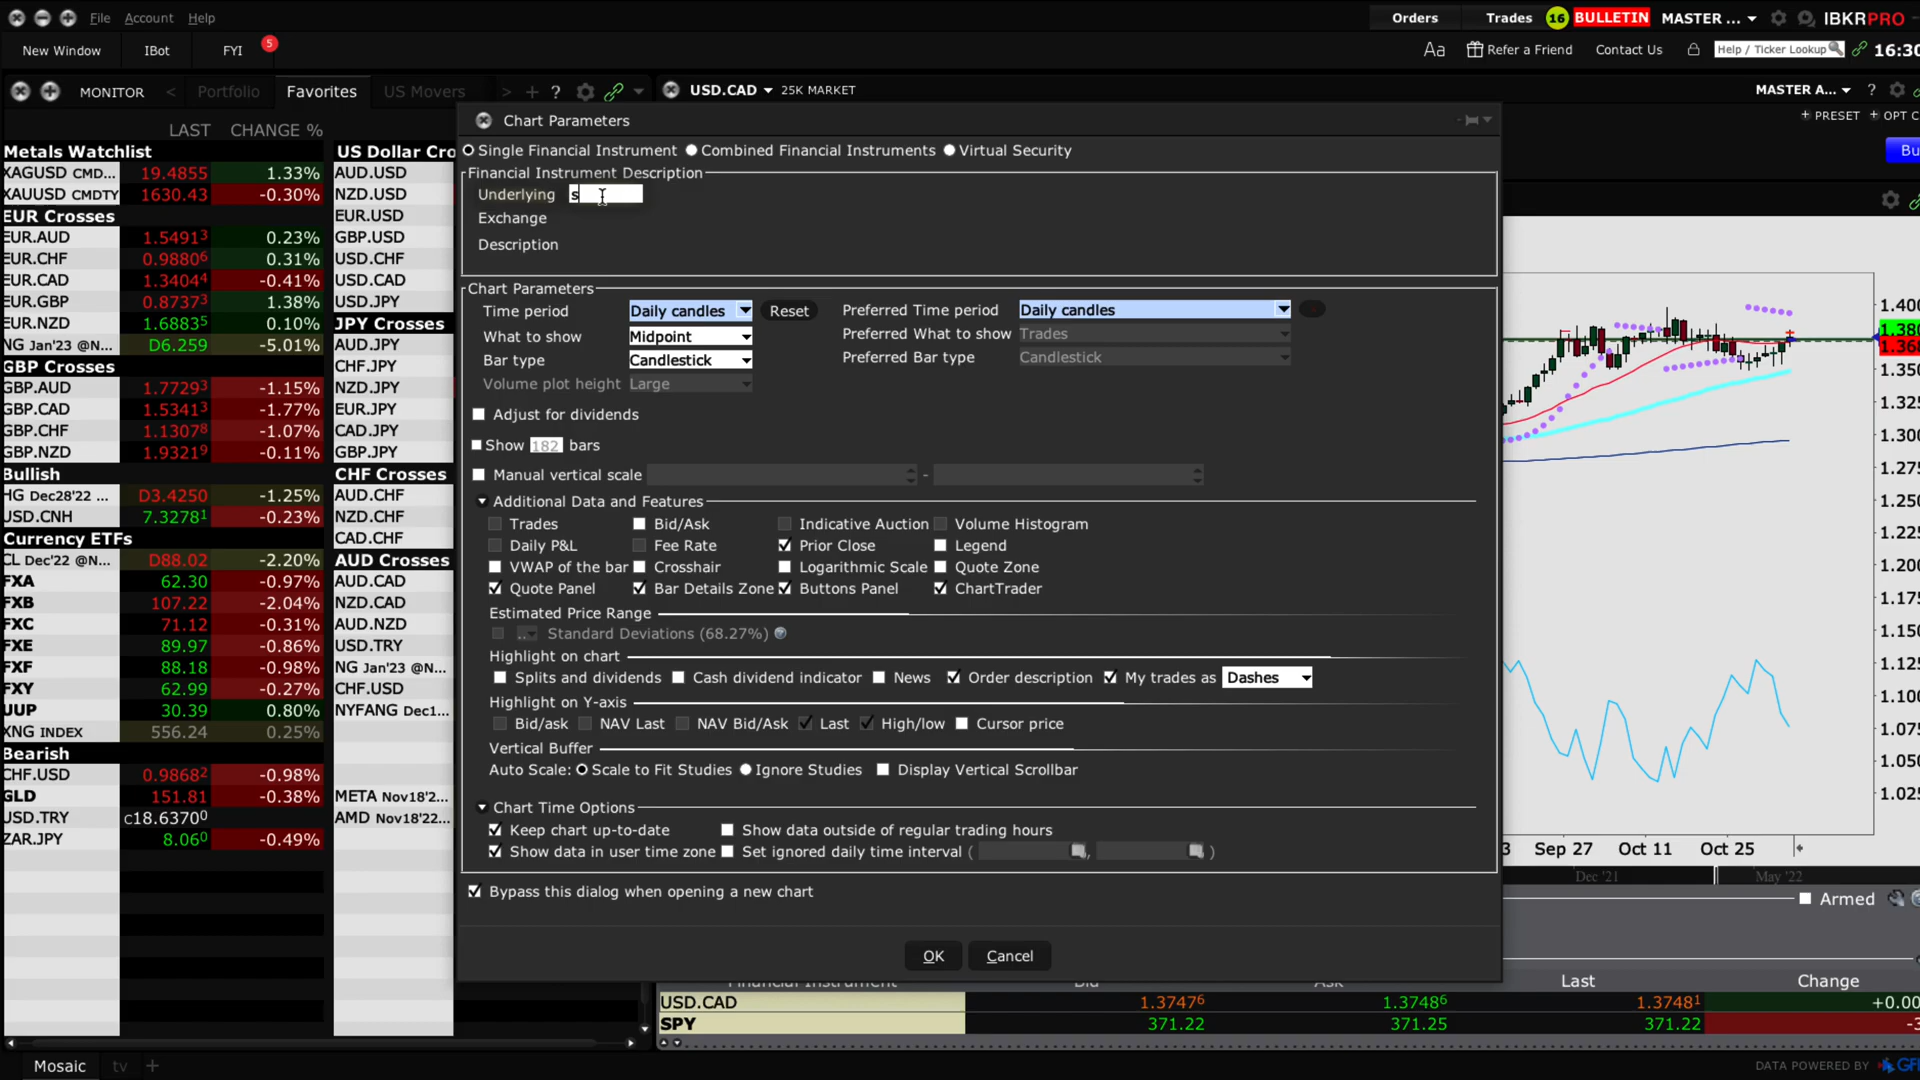 File Account Help
Orders Trades 16 BULLETIN MASTER ... IBKRPRO
New Window IBot FYI 5
Aa Refer a Friend Contact Us Help / Ticker Lookup 16:30
MONITOR < Portfolio Favorites US Movers > + ?
USD.CAD 25K MARKET
MASTER A... ?
+ PRESET + OPT C
Bu
LAST CHANGE %
Metals Watchlist
XAGUSD CMD... 19.4855 1.33%
XAUUSD CMDTY 1630.43 -0.30%
EUR Crosses
EUR.AUD 1.54913 0.23%
EUR.CHF 0.98806 0.31%
EUR.CAD 1.34044 -0.41%
EUR.GBP 0.87373 1.38%
EUR.NZD 1.68835 0.10%
NG Jan'23 @N... D6.259 -5.01%
GBP Crosses
GBP.AUD 1.77293 -1.15%
GBP.CAD 1.53413 -1.77%
GBP.CHF 1.13078 -1.07%
GBP.NZD 1.93219 -0.11%
Bullish
HG Dec28'22 ... D3.4250 -1.25%
USD.CNH 7.32781 -0.23%
Currency ETFs
CL Dec'22 @N... D88.02 -2.20%
FXA 62.30 -0.97%
FXB 107.22 -2.04%
FXC 71.12 -0.31%
FXE 89.97 -0.86%
FXF 88.18 -0.98%
FXY 62.99 -0.27%
UUP 30.39 0.80%
XNG INDEX 556.24 0.25%
Bearish
CHF.USD 0.98682 -0.98%
GLD 151.81 -0.38%
USD.TRY c18.63700
ZAR.JPY 8.060 -0.49%
US Dollar Cro
AUD.USD
NZD.USD
EUR.USD
GBP.USD
USD.CHF
USD.CAD
USD.JPY
JPY Crosses
AUD.JPY
CHF.JPY
NZD.JPY
EUR.JPY
CAD.JPY
GBP.JPY
CHF Crosses
AUD.CHF
NZD.CHF
CAD.CHF
AUD Crosses
AUD.CAD
NZD.CAD
AUD.NZD
USD.TRY
NG Jan'23 @N...
CHF.USD
NYFANG Dec1...
META Nov18'2...
AMD Nov18'22...
Chart Parameters
Single Financial Instrument Combined Financial Instruments Virtual Security
Financial Instrument Description
Underlying s
Exchange
Description
Chart Parameters
Time period Daily candles Reset Preferred Time period Daily candles
What to show Midpoint Preferred What to show Trades
Bar type Candlestick Preferred Bar type Candlestick
Volume plot height Large
Adjust for dividends
Show 182 bars
Manual vertical scale -
Additional Data and Features
Trades Bid/Ask Indicative Auction Volume Histogram
Daily P&L Fee Rate Prior Close Legend
VWAP of the bar Crosshair Logarithmic Scale Quote Zone
Quote Panel Bar Details Zone Buttons Panel ChartTrader
Estimated Price Range
.. Standard Deviations (68.27%)
Highlight on chart
Splits and dividends Cash dividend indicator News Order description My trades as Dashes
Highlight on Y-axis
Bid/ask NAV Last NAV Bid/Ask Last High/low Cursor price
Vertical Buffer
Auto Scale: Scale to Fit Studies Ignore Studies Display Vertical Scrollbar
Chart Time Options
Keep chart up-to-date Show data outside of regular trading hours
Show data in user time zone Set ignored daily time interval ( , )
Bypass this dialog when opening a new chart
OK Cancel
1.400
1.380
1.368
1.350
1.325
1.300
1.275
1.250
1.225
1.200
1.175
1.150
1.125
1.100
1.075
1.050
1.025
3 Sep 27 Oct 11 Oct 25
Dec '21 May '22
Armed
Financial Instrument Bid Ask Last Change
USD.CAD 1.37476 1.37486 1.37481 +0.00
SPY 371.22 371.25 371.22 -3
Mosaic tv +
DATA POWERED BY GFI